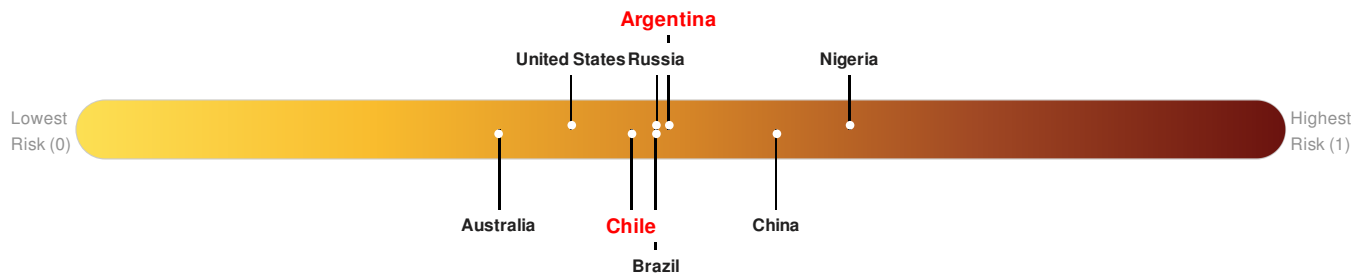 Argentina
United States Russia Nigeria
Lowest
Risk (0)
Highest
Risk (1)
Australia Chile China
Brazil